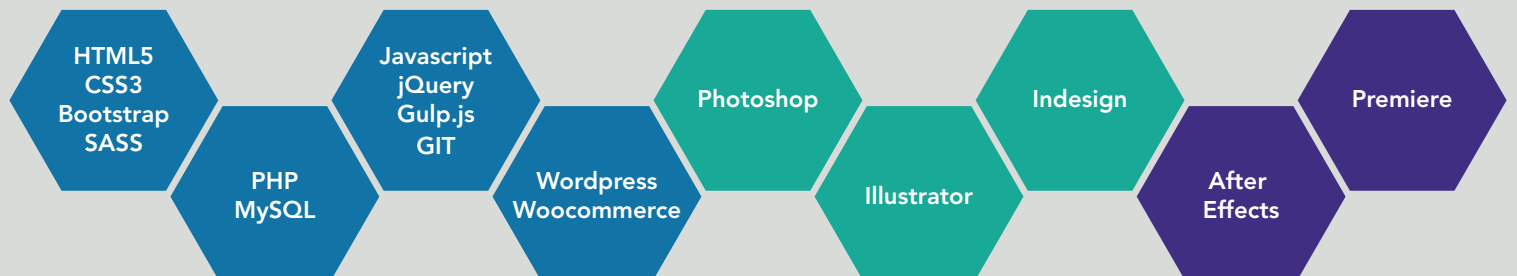 HTML5
CSS3
Bootstrap
SASS
PHP
MySQL
Javascript
jQuery
Gulp.js
GIT
Wordpress
Woocommerce
Photoshop
Illustrator
Indesign
After
Effects
Premiere